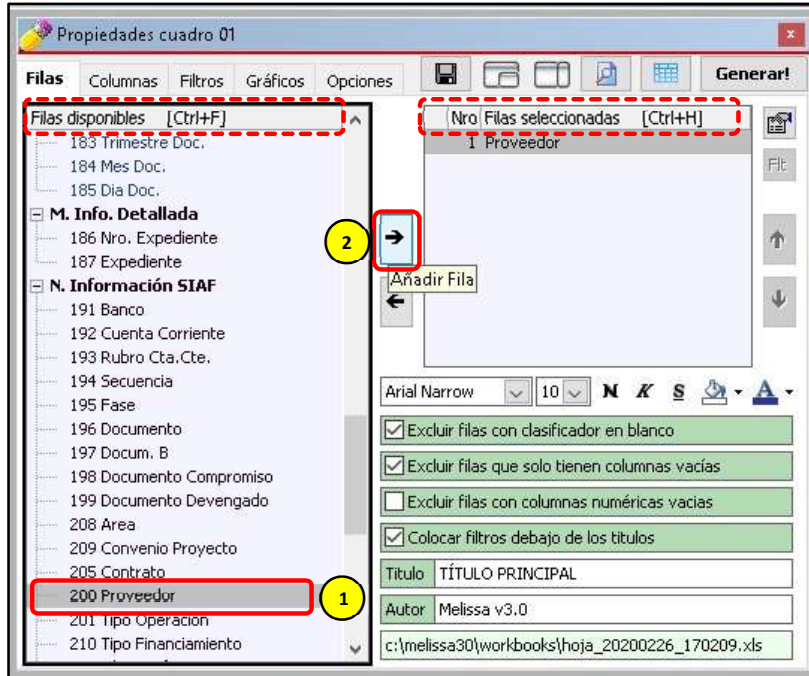 Propiedades cuadro 01
x
Filas Columnas Filtros Gráficos Opciones Generar!
Filas disponibles [Ctrl+F]
183 Trimestre Doc.
184 Mes Doc.
185 Dia Doc.
M. Info. Detallada
186 Nro. Expediente
187 Expediente
N. Información SIAF
191 Banco
192 Cuenta Corriente
193 Rubro Cta.Cte.
194 Secuencia
195 Fase
196 Documento
197 Docum. B
198 Documento Compromiso
199 Documento Devengado
208 Area
209 Convenio Proyecto
205 Contrato
200 Proveedor
1
201 Tipo Operación
210 Tipo Financiamiento
2
Añadir Fila
Nro Filas seleccionadas [Ctrl+H]
1 Proveedor
Flt
Arial Narrow 10 N K S A
Excluir filas con clasificador en blanco
Excluir filas que solo tienen columnas vacías
Excluir filas con columnas numéricas vacias
Colocar filtros debajo de los titulos
Titulo TÍTULO PRINCIPAL
Autor Melissa v3.0
c:\melissa30\workbooks\hoja_20200226_170209.xls